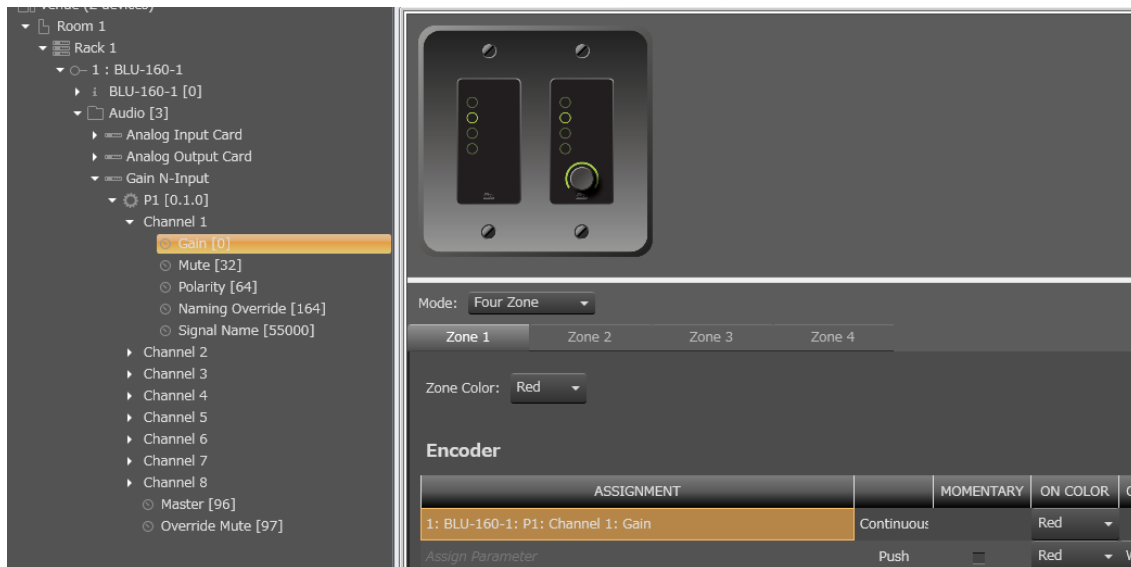 Venue (2 devices)
Room 1
Rack 1
1 : BLU-160-1
i BLU-160-1 [0]
Audio [3]
Analog Input Card
Analog Output Card
Gain N-Input
P1 [0.1.0]
Channel 1
Gain [0]
Mute [32]
Polarity [64]
Naming Override [164]
Signal Name [55000]
Channel 2
Channel 3
Channel 4
Channel 5
Channel 6
Channel 7
Channel 8
Master [96]
Override Mute [97]
Mode: Four Zone
Zone 1 Zone 2 Zone 3 Zone 4
Zone Color: Red
Encoder
ASSIGNMENT MOMENTARY ON COLOR
1: BLU-160-1: P1: Channel 1: Gain Continuous Red
Assign Parameter Push Red